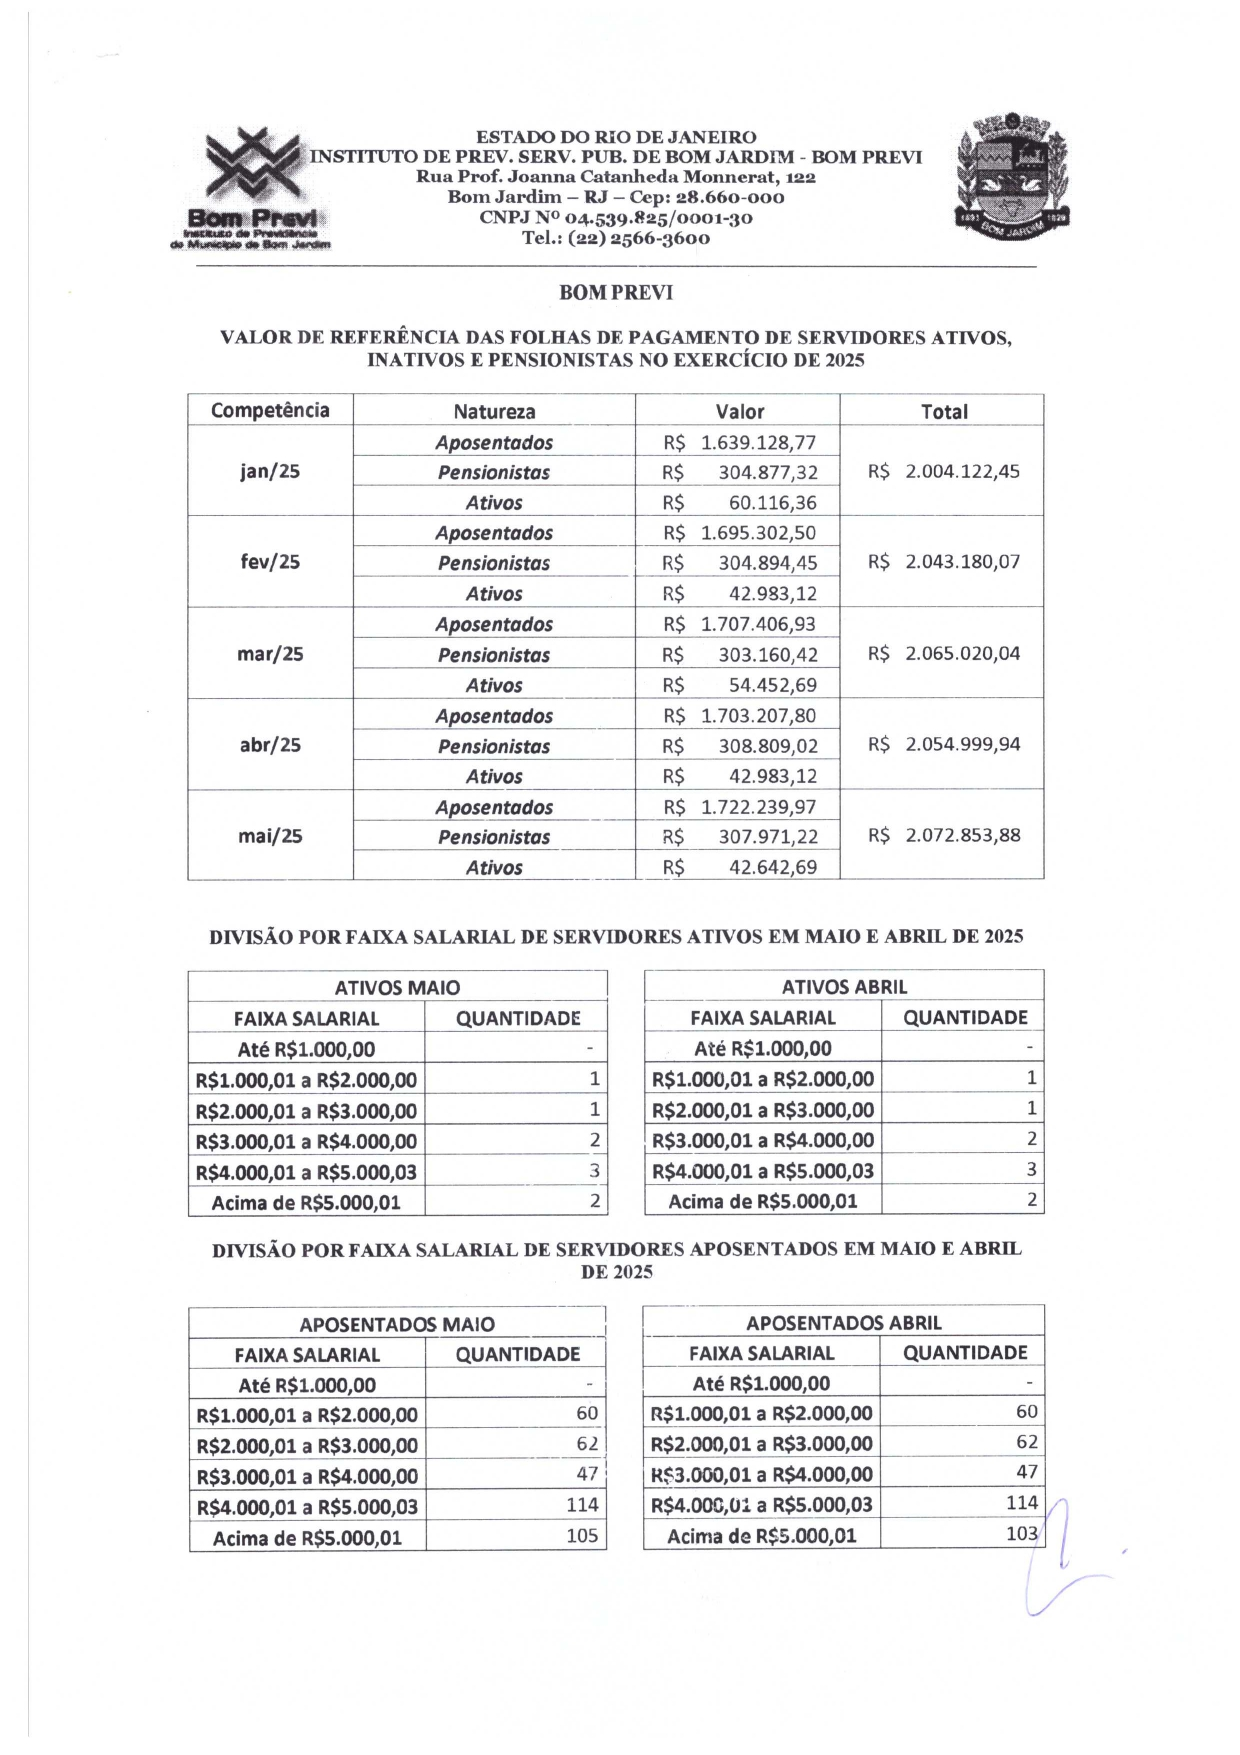 ESTADO DO RIO DE JANEIRO
INSTITUTO DE PREV. SERV. PUB. DE BOM JARDIM - BOM PREVI
Rua Prof. Joanna Catanheda Monnerat, 122
Bom Jardim – RJ – Cep: 28.660-000
CNPJ Nº 04.539.825/0001-30
Tel.: (22) 2566-3600
Bom Previ
Instituto de Previdência
do Município de Bom Jardim
1891 BOM JARDIM 1829
BOM PREVI
VALOR DE REFERÊNCIA DAS FOLHAS DE PAGAMENTO DE SERVIDORES ATIVOS,
INATIVOS E PENSIONISTAS NO EXERCÍCIO DE 2025
Competência Natureza Valor Total
jan/25 Aposentados R$ 1.639.128,77 R$ 2.004.122,45
Pensionistas R$ 304.877,32
Ativos R$ 60.116,36
fev/25 Aposentados R$ 1.695.302,50 R$ 2.043.180,07
Pensionistas R$ 304.894,45
Ativos R$ 42.983,12
mar/25 Aposentados R$ 1.707.406,93 R$ 2.065.020,04
Pensionistas R$ 303.160,42
Ativos R$ 54.452,69
abr/25 Aposentados R$ 1.703.207,80 R$ 2.054.999,94
Pensionistas R$ 308.809,02
Ativos R$ 42.983,12
mai/25 Aposentados R$ 1.722.239,97 R$ 2.072.853,88
Pensionistas R$ 307.971,22
Ativos R$ 42.642,69
DIVISÃO POR FAIXA SALARIAL DE SERVIDORES ATIVOS EM MAIO E ABRIL DE 2025
ATIVOS MAIO
FAIXA SALARIAL QUANTIDADE
Até R$1.000,00 -
R$1.000,01 a R$2.000,00 1
R$2.000,01 a R$3.000,00 1
R$3.000,01 a R$4.000,00 2
R$4.000,01 a R$5.000,03 3
Acima de R$5.000,01 2
ATIVOS ABRIL
FAIXA SALARIAL QUANTIDADE
Até R$1.000,00 -
R$1.000,01 a R$2.000,00 1
R$2.000,01 a R$3.000,00 1
R$3.000,01 a R$4.000,00 2
R$4.000,01 a R$5.000,03 3
Acima de R$5.000,01 2
DIVISÃO POR FAIXA SALARIAL DE SERVIDORES APOSENTADOS EM MAIO E ABRIL
DE 2025
APOSENTADOS MAIO
FAIXA SALARIAL QUANTIDADE
Até R$1.000,00 -
R$1.000,01 a R$2.000,00 60
R$2.000,01 a R$3.000,00 62
R$3.000,01 a R$4.000,00 47
R$4.000,01 a R$5.000,03 114
Acima de R$5.000,01 105
APOSENTADOS ABRIL
FAIXA SALARIAL QUANTIDADE
Até R$1.000,00 -
R$1.000,01 a R$2.000,00 60
R$2.000,01 a R$3.000,00 62
R$3.000,01 a R$4.000,00 47
R$4.000,01 a R$5.000,03 114
Acima de R$5.000,01 103